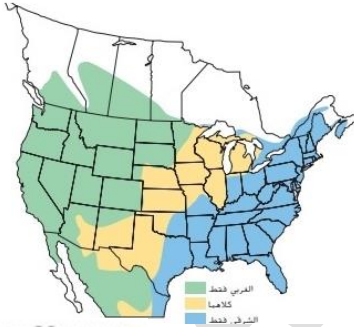 الغربي فقط
كلاهما
الشرقي فقط